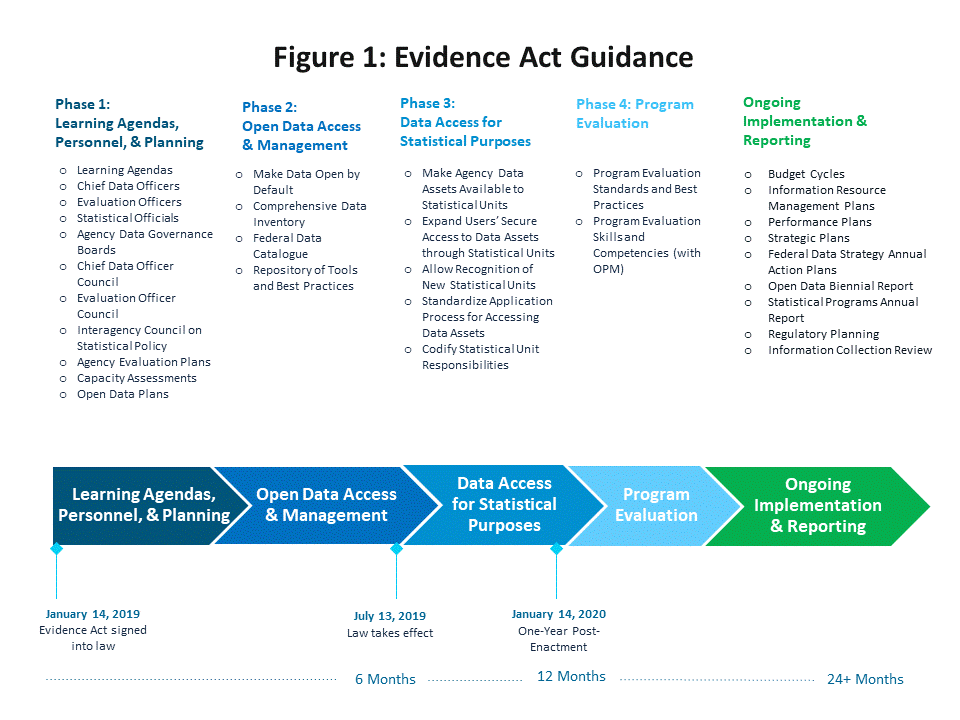 Figure 1: Evidence Act Guidance
Phase 1:
Learning Agendas,
Personnel, & Planning
o Learning Agendas
o Chief Data Officers
o Evaluation Officers
o Statistical Officials
o Agency Data Governance
Boards
o Chief Data Officer
Council
o Evaluation Officer
Council
o Interagency Council on
Statistical Policy
o Agency Evaluation Plans
o Capacity Assessments
o Open Data Plans
Phase 2:
Open Data Access
& Management
o Make Data Open by
Default
o Comprehensive Data
Inventory
o Federal Data
Catalogue
o Repository of Tools
and Best Practices
Phase 3:
Data Access for
Statistical Purposes
o Make Agency Data
Assets Available to
Statistical Units
o Expand Users' Secure
Access to Data Assets
through Statistical Units
o Allow Recognition of
New Statistical Units
o Standardize Application
Process for Accessing
Data Assets
o Codify Statistical Unit
Responsibilities
Phase 4: Program
Evaluation
o Program Evaluation
Standards and Best
Practices
o Program Evaluation
Skills and
Competencies (with
OPM)
Ongoing
Implementation &
Reporting
o Budget Cycles
o Information Resource
Management Plans
o Performance Plans
o Strategic Plans
o Federal Data Strategy Annual
Action Plans
o Open Data Biennial Report
o Statistical Programs Annual
Report
o Regulatory Planning
o Information Collection Review
Learning Agendas,
Personnel, & Planning
Open Data Access
& Management
Data Access
for Statistical
Purposes
Program
Evaluation
Ongoing
Implementation
& Reporting
January 14, 2019
Evidence Act signed
into law
July 13, 2019
Law takes effect
January 14, 2020
One-Year Post-
Enactment
6 Months
12 Months
24+ Months